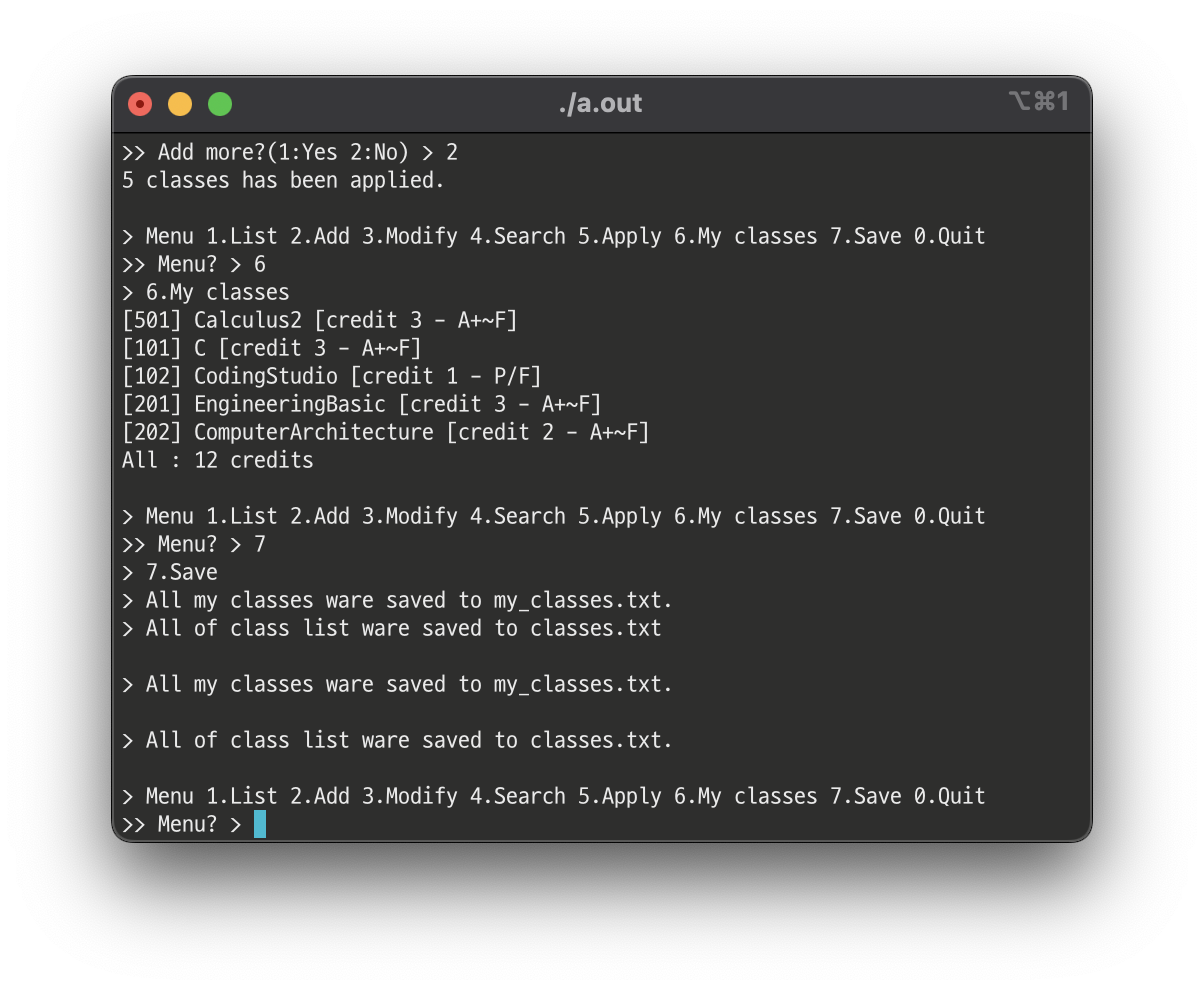 ./a.out
⌥⌘1
>> Add more?(1:Yes 2:No) > 2
5 classes has been applied.
> Menu 1.List 2.Add 3.Modify 4.Search 5.Apply 6.My classes 7.Save 0.Quit
>> Menu? > 6
> 6.My classes
[501] Calculus2 [credit 3 - A+~F]
[101] C [credit 3 - A+~F]
[102] CodingStudio [credit 1 - P/F]
[201] EngineeringBasic [credit 3 - A+~F]
[202] ComputerArchitecture [credit 2 - A+~F]
All : 12 credits
> Menu 1.List 2.Add 3.Modify 4.Search 5.Apply 6.My classes 7.Save 0.Quit
>> Menu? > 7
> 7.Save
> All my classes ware saved to my_classes.txt.
> All of class list ware saved to classes.txt
> All my classes ware saved to my_classes.txt.
> All of class list ware saved to classes.txt.
> Menu 1.List 2.Add 3.Modify 4.Search 5.Apply 6.My classes 7.Save 0.Quit
>> Menu? >